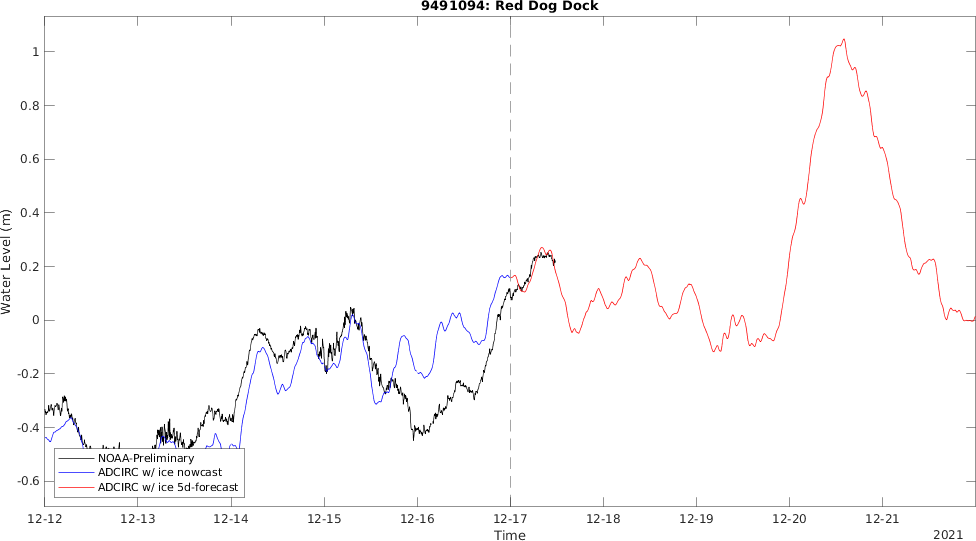 9491094: Red Dog Dock
Water Level (m)
1
0.8
0.6
0.4
0.2
0
-0.2
-0.4
-0.6
NOAA-Preliminary
ADCIRC w/ ice nowcast
ADCIRC w/ ice 5d-forecast
12-12 12-13 12-14 12-15 12-16 12-17 12-18 12-19 12-20 12-21
Time
2021